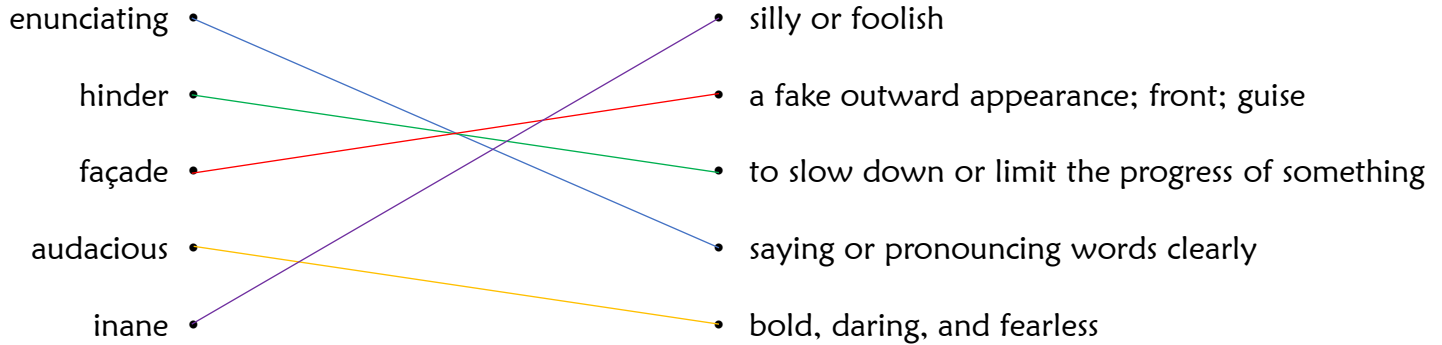 enunciating silly or foolish
hinder a fake outward appearance; front; guise
façade to slow down or limit the progress of something
audacious saying or pronouncing words clearly
inane bold, daring, and fearless